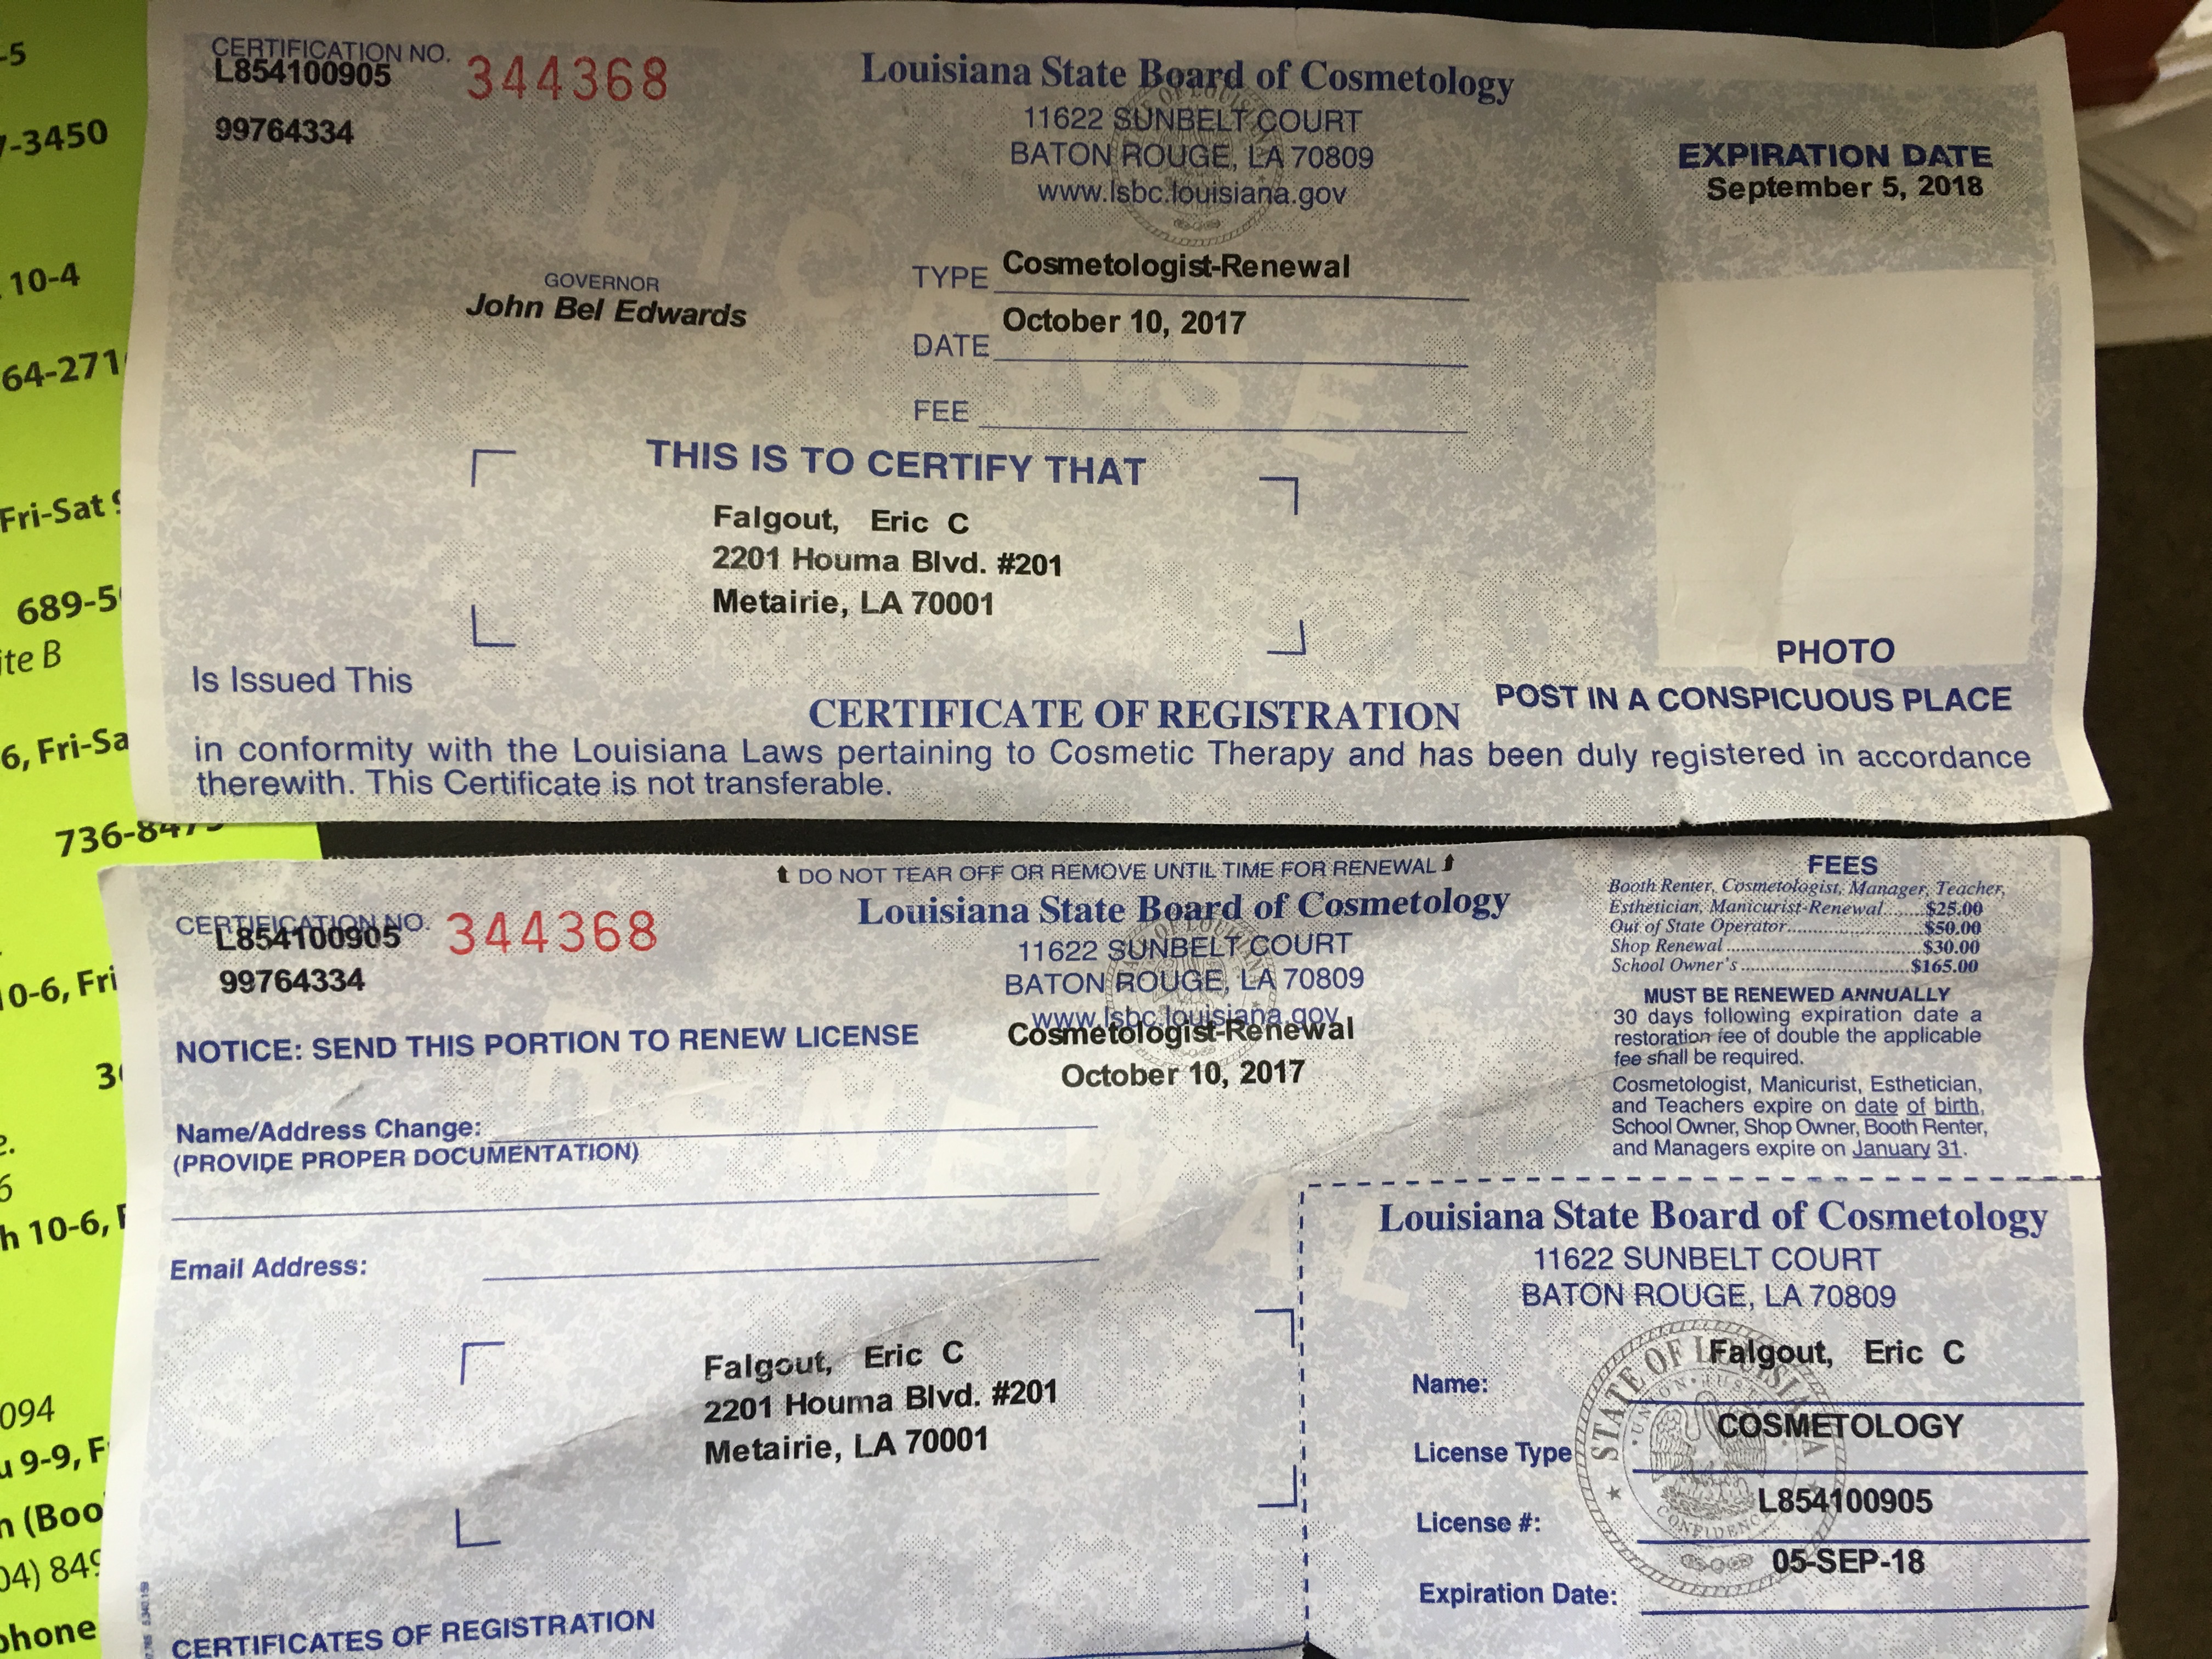 CERTIFICATION NO.
L854100905
344368
99764334
Louisiana State Board of Cosmetology
11622 SUNBELT COURT
BATON ROUGE, LA 70809
www.lsbc.louisiana.gov
EXPIRATION DATE
September 5, 2018
GOVERNOR
John Bel Edwards
TYPE Cosmetologist-Renewal
DATE October 10, 2017
FEE
THIS IS TO CERTIFY THAT
Falgout, Eric C
2201 Houma Blvd. #201
Metairie, LA 70001
PHOTO
POST IN A CONSPICUOUS PLACE
Is Issued This
CERTIFICATE OF REGISTRATION
in conformity with the Louisiana Laws pertaining to Cosmetic Therapy and has been duly registered in accordance
therewith. This Certificate is not transferable.
DO NOT TEAR OFF OR REMOVE UNTIL TIME FOR RENEWAL
CERTIFICATION NO.
L854100905
344368
99764334
Louisiana State Board of Cosmetology
11622 SUNBELT COURT
BATON ROUGE, LA 70809
www.lsbc.louisiana.gov
Cosmetologist-Renewal
October 10, 2017
NOTICE: SEND THIS PORTION TO RENEW LICENSE
Name/Address Change:
(PROVIDE PROPER DOCUMENTATION)
Email Address:
FEES
Booth Renter, Cosmetologist, Manager, Teacher,
Esthetician, Manicurist-Renewal.......$25.00
Out of State Operator.......$50.00
Shop Renewal.......$30.00
School Owner's.......$165.00
MUST BE RENEWED ANNUALLY
30 days following expiration date a
restoration fee of double the applicable
fee shall be required.
Cosmetologist, Manicurist, Esthetician,
and Teachers expire on date of birth,
School Owner, Shop Owner, Booth Renter,
and Managers expire on January 31.
Falgout, Eric C
2201 Houma Blvd. #201
Metairie, LA 70001
CERTIFICATES OF REGISTRATION
Louisiana State Board of Cosmetology
11622 SUNBELT COURT
BATON ROUGE, LA 70809
Name: Falgout, Eric C
License Type COSMETOLOGY
License #: L854100905
Expiration Date: 05-SEP-18
STATE OF LOUISIANA
UNION JUSTICE
CONFIDENCE
-5
7-3450
10-4
64-271
Fri-Sat 9
689-5
ite B
6, Fri-Sa
736-8475
10-6, Fri
3
e.
6
h 10-6, F
094
u 9-9, F
n (Boo
04) 849
phone